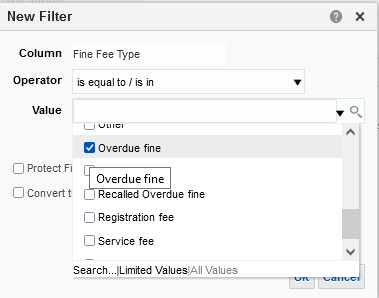 New Filter
Column Fine Fee Type
Operator is equal to / is in
Value
Other
Overdue fine
Overdue fine
Recalled Overdue fine
Protect Fi
Registration fee
Convert t
Service fee
Search...|Limited Values|All Values
OK Cancel